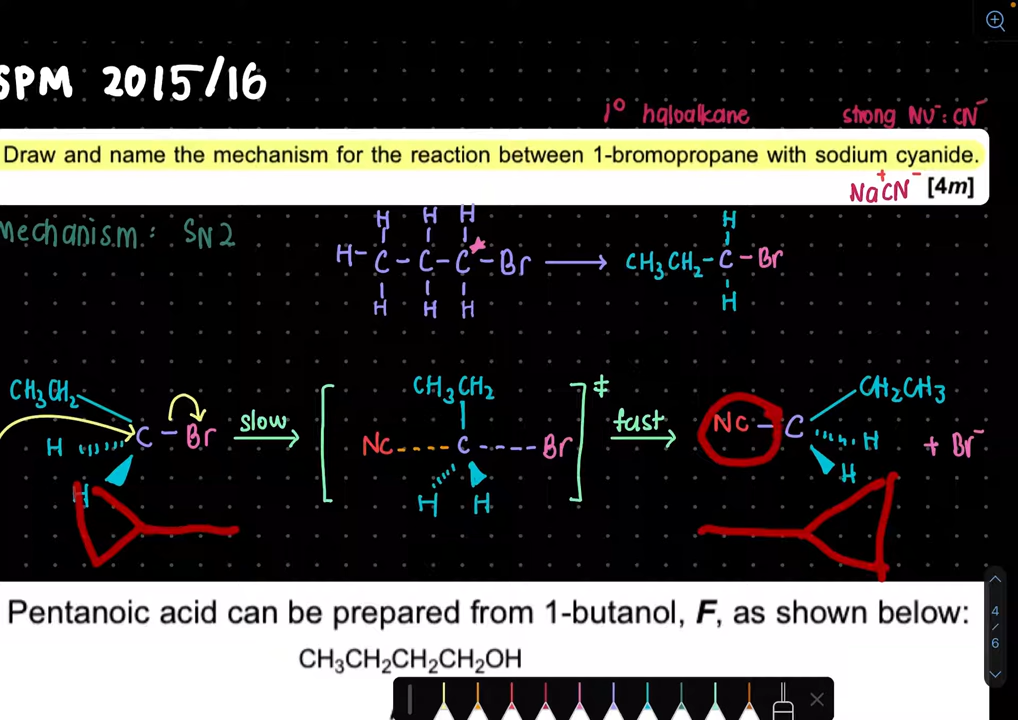 SPM 2015/16
1° haloalkane strong Nu⁻: CN⁻
Draw and name the mechanism for the reaction between 1-bromopropane with sodium cyanide.
Na⁺CN⁻ [4m]
mechanism: SN2
H H H H
H-C-C-C-Br → CH₃CH₂-C-Br
H H H H
CH₃CH₂ CH₃CH₂ ‡ CH₂CH₃
H C-Br slow Nc C Br fast Nc-C H + Br⁻
H H H H
Pentanoic acid can be prepared from 1-butanol, F, as shown below:
CH₃CH₂CH₂CH₂OH
4
/
6